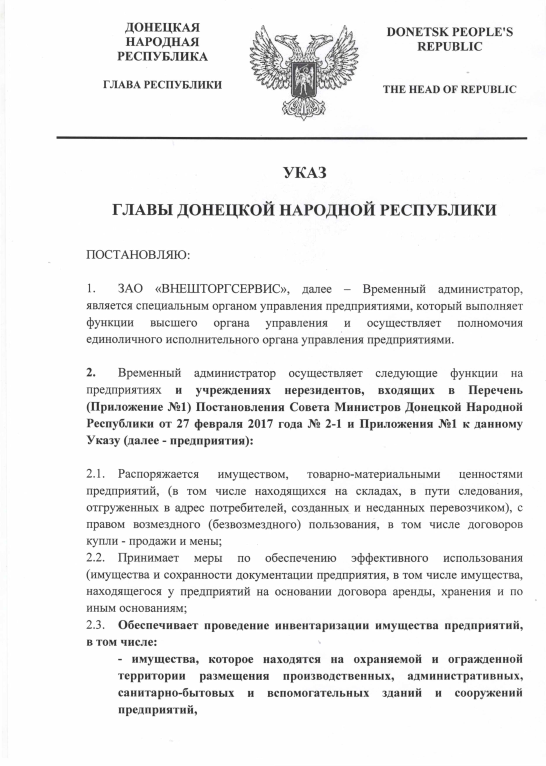 ДОНЕЦКАЯ
НАРОДНАЯ
РЕСПУБЛИКА
ГЛАВА РЕСПУБЛИКИ
DONETSK PEOPLE'S
REPUBLIC
THE HEAD OF REPUBLIC
УКАЗ
ГЛАВЫ ДОНЕЦКОЙ НАРОДНОЙ РЕСПУБЛИКИ
ПОСТАНОВЛЯЮ:
1. ЗАО «ВНЕШТОРГСЕРВИС», далее – Временный администратор,
является специальным органом управления предприятиями, который выполняет
функции высшего органа управления и осуществляет полномочия
единоличного исполнительного органа управления предприятиями.
2. Временный администратор осуществляет следующие функции на
предприятиях и учреждениях нерезидентов, входящих в Перечень
(Приложение №1) Постановления Совета Министров Донецкой Народной
Республики от 27 февраля 2017 года № 2-1 и Приложения №1 к данному
Указу (далее - предприятия):
2.1. Распоряжается имуществом, товарно-материальными ценностями
предприятий, (в том числе находящихся на складах, в пути следования,
отгруженных в адрес потребителей, созданных и несданных перевозчиком), с
правом возмездного (безвозмездного) пользования, в том числе договоров
купли - продажи и мены;
2.2. Принимает меры по обеспечению эффективного использования
(имущества и сохранности документации предприятия, в том числе имущества,
находящегося у предприятий на основании договора аренды, хранения и по
иным основаниям;
2.3. Обеспечивает проведение инвентаризации имущества предприятий,
в том числе:
- имущества, которое находятся на охраняемой и огражденной
территории размещения производственных, административных,
санитарно-бытовых и вспомогательных зданий и сооружений
предприятий,